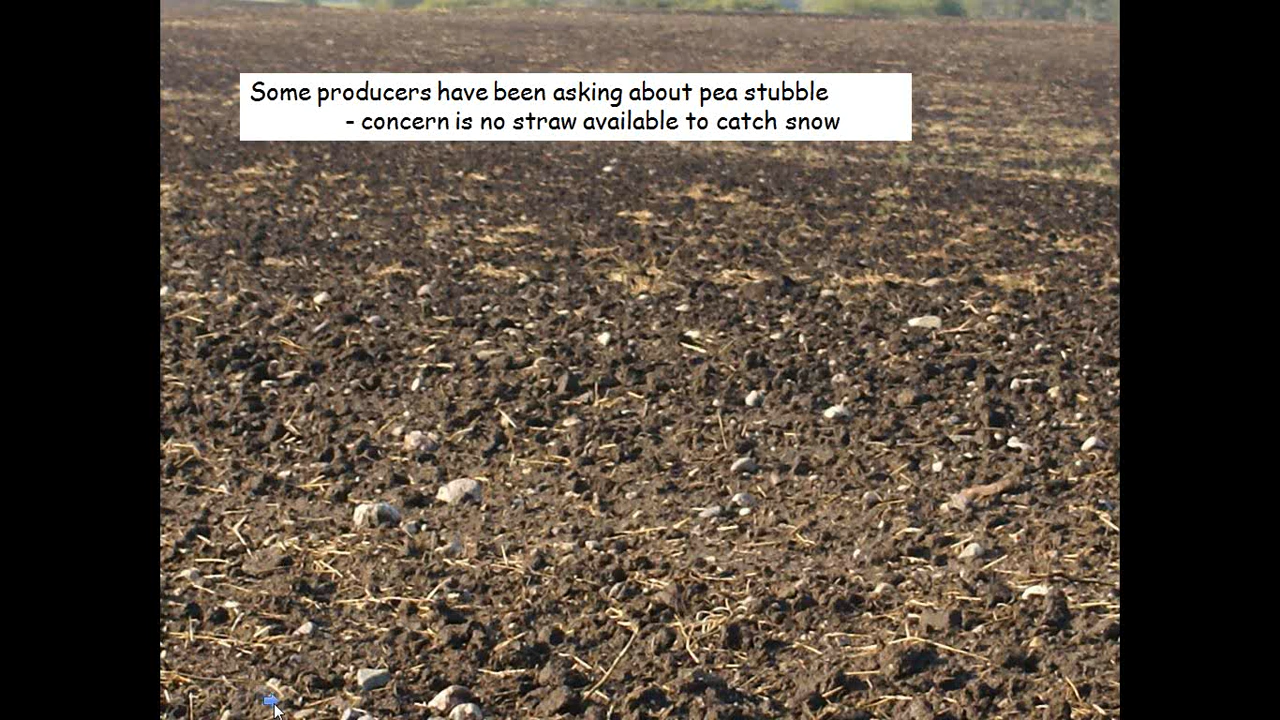 Some producers have been asking about pea stubble
- concern is no straw available to catch snow